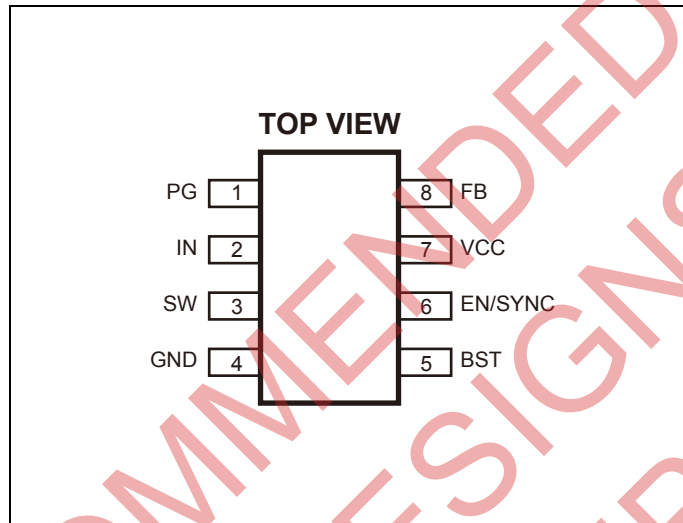 TOP VIEW
PG 1
8 FB
IN 2
7 VCC
SW 3
6 EN/SYNC
GND 4
5 BST